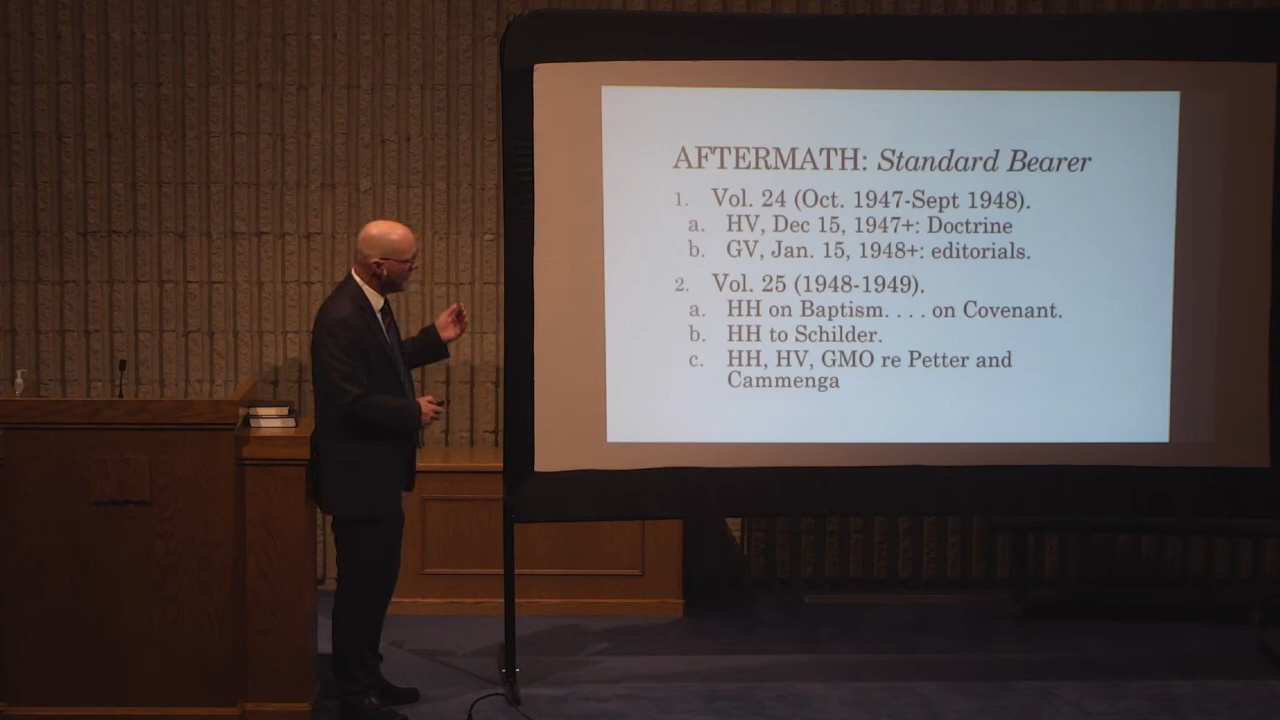 AFTERMATH: Standard Bearer
1. Vol. 24 (Oct. 1947-Sept 1948).
a. HV, Dec 15, 1947+: Doctrine
b. GV, Jan. 15, 1948+: editorials.
2. Vol. 25 (1948-1949).
a. HH on Baptism. . . . on Covenant.
b. HH to Schilder.
c. HH, HV, GMO re Petter and
Cammenga